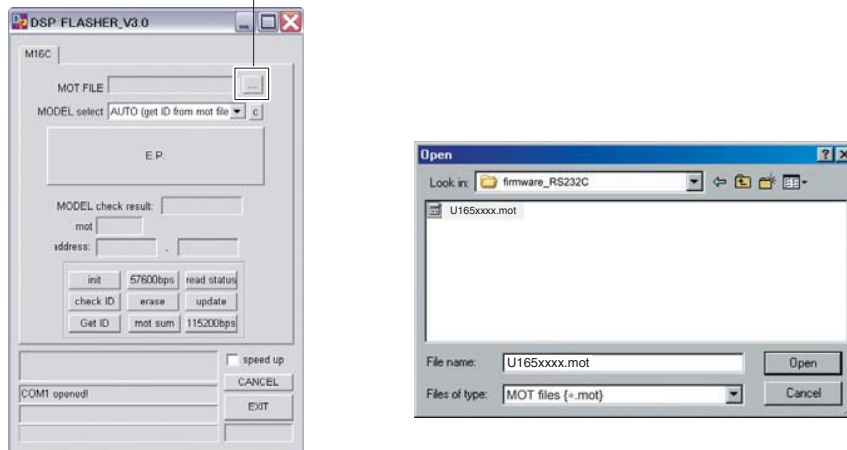 DSP FLASHER_V3.0
M16C
MOT FILE ...
MODEL select AUTO (get ID from mot file c
E.P.
MODEL check result:
mot
address: -
init 57600bps read status
check ID erase update
Get ID mot sum 115200bps
speed up
CANCEL
COM1 opened!
EXIT
Open
Look in: firmware_RS232C
U165xxxx.mot
File name: U165xxxx.mot Open
Files of type: MOT files {*.mot} Cancel